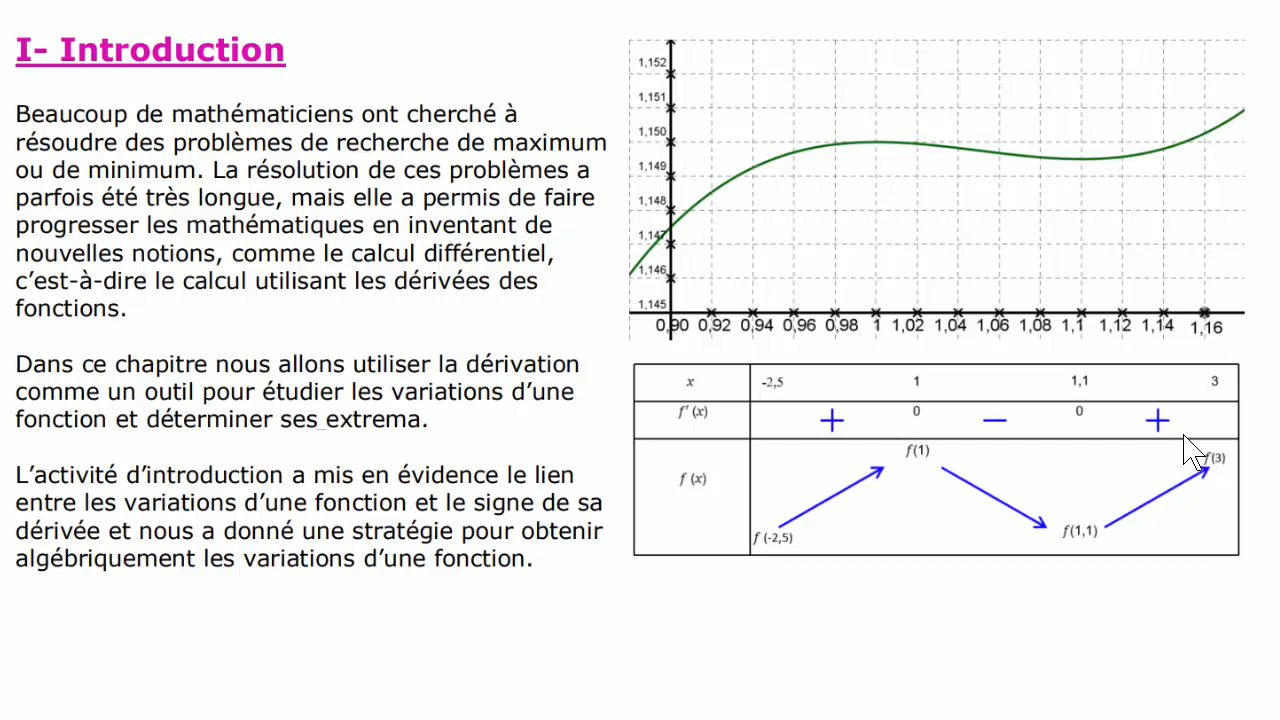 I- Introduction
Beaucoup de mathématiciens ont cherché à
résoudre des problèmes de recherche de maximum
ou de minimum. La résolution de ces problèmes a
parfois été très longue, mais elle a permis de faire
progresser les mathématiques en inventant de
nouvelles notions, comme le calcul différentiel,
c’est-à-dire le calcul utilisant les dérivées des
fonctions.
Dans ce chapitre nous allons utiliser la dérivation
comme un outil pour étudier les variations d’une
fonction et déterminer ses extrema.
L’activité d’introduction a mis en évidence le lien
entre les variations d’une fonction et le signe de sa
dérivée et nous a donné une stratégie pour obtenir
algébriquement les variations d’une fonction.
1,152
1,151
1,150
1,149
1,148
1,147
1,146
1,145
0,90 0,92 0,94 0,96 0,98 1 1,02 1,04 1,06 1,08 1,1 1,12 1,14 1,16
x -2,5 1 1,1 3
f'(x) + 0 − 0 +
f(1) f(3)
f (x)
f (-2,5) f(1,1)